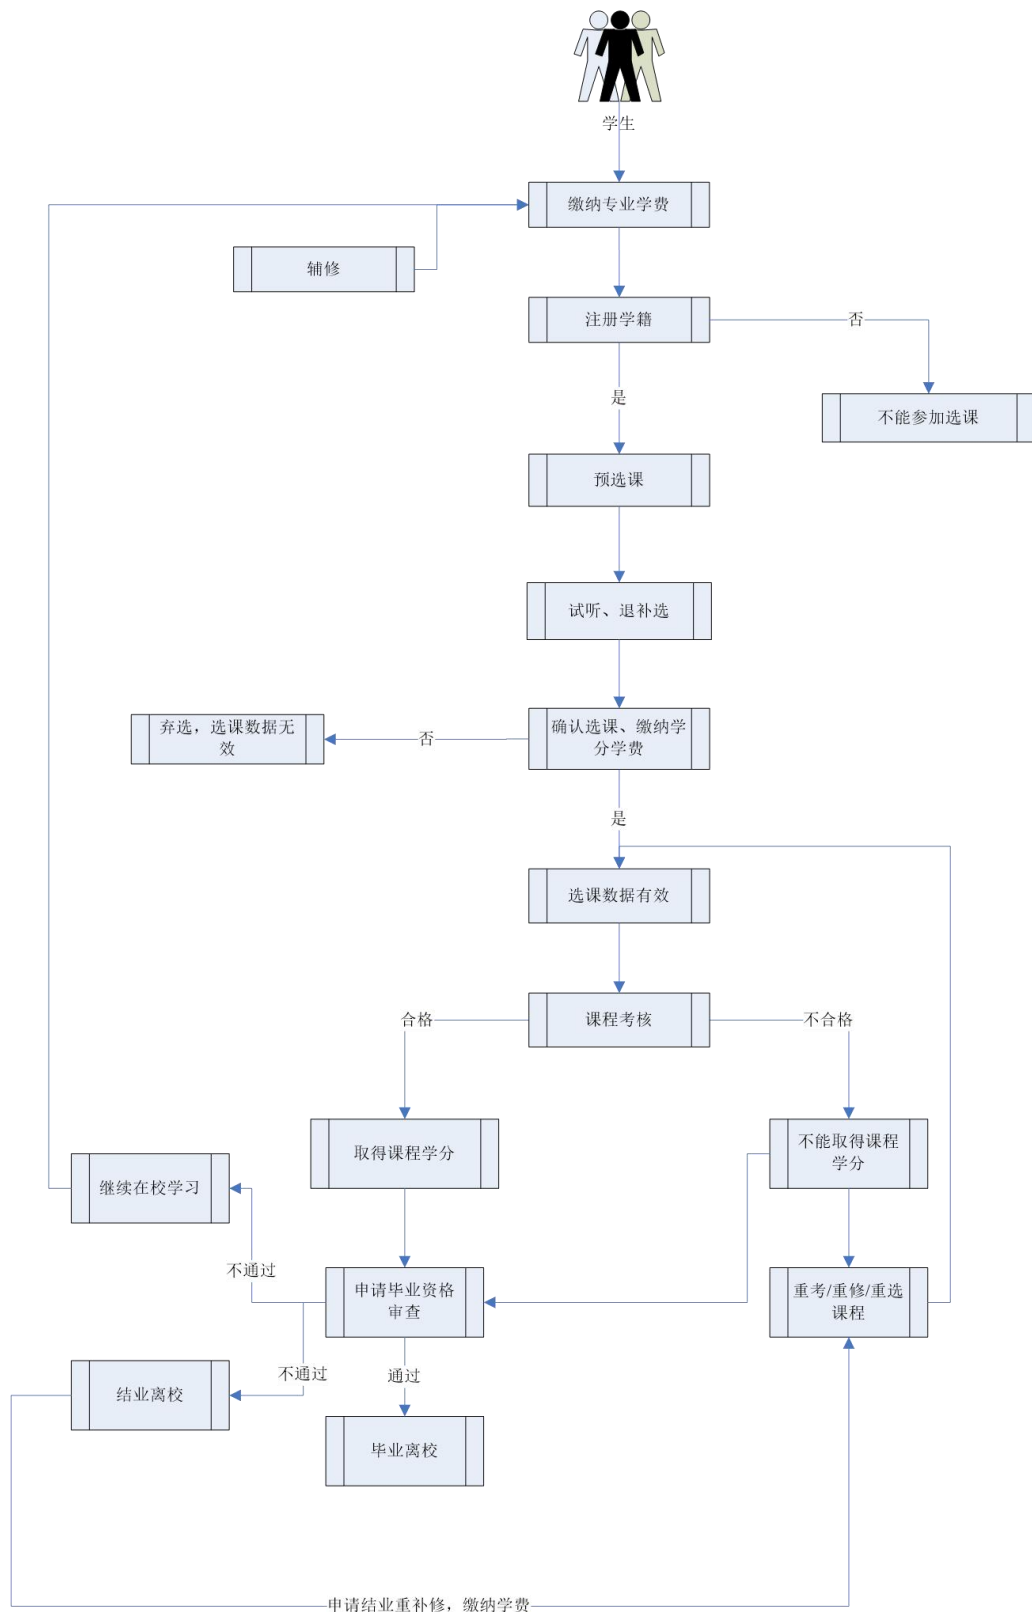 学生
缴纳专业学费
辅修
注册学籍
否
不能参加选课
是
预选课
试听、退补选
确认选课、缴纳学
分学费
否
弃选，选课数据无
效
是
选课数据有效
课程考核
合格
不合格
取得课程学分
不能取得课程
学分
继续在校学习
不通过
申请毕业资格
审查
重考/重修/重选
课程
不通过
通过
结业离校
毕业离校
申请结业重补修，缴纳学费